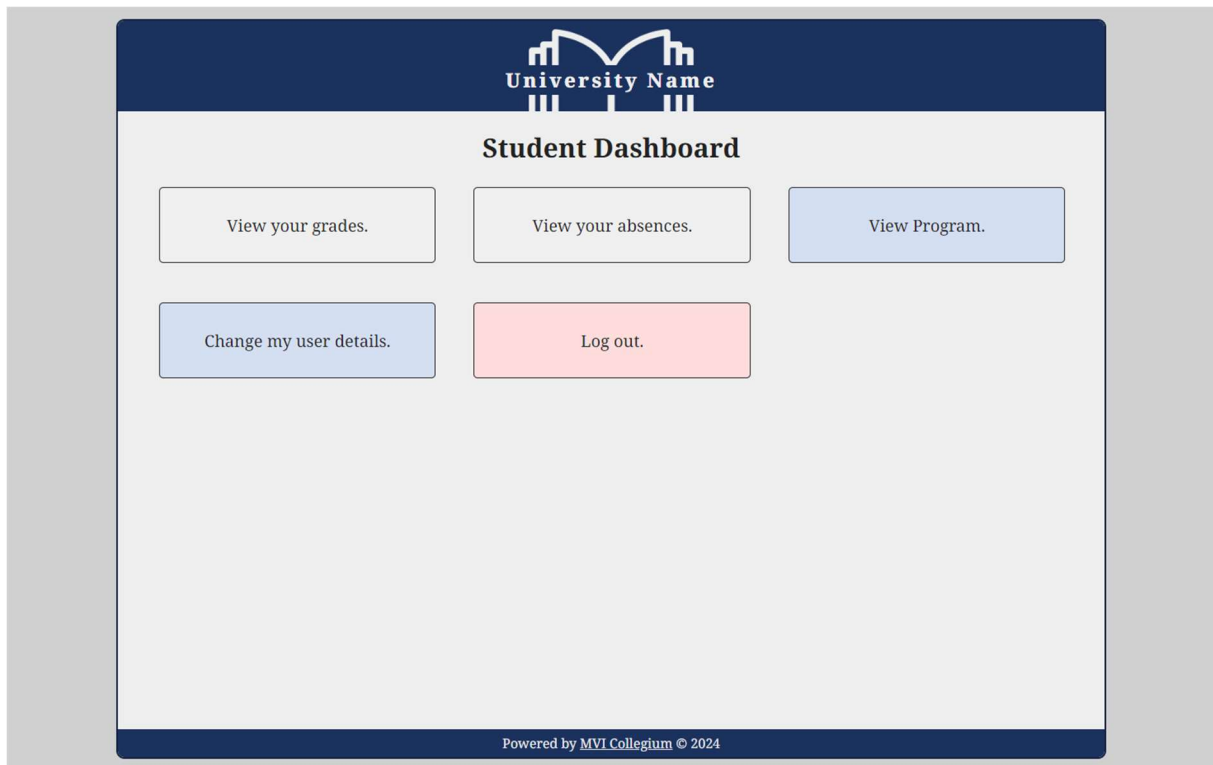 University Name
Student Dashboard
View your grades.
View your absences.
View Program.
Change my user details.
Log out.
Powered by MVI Collegium © 2024